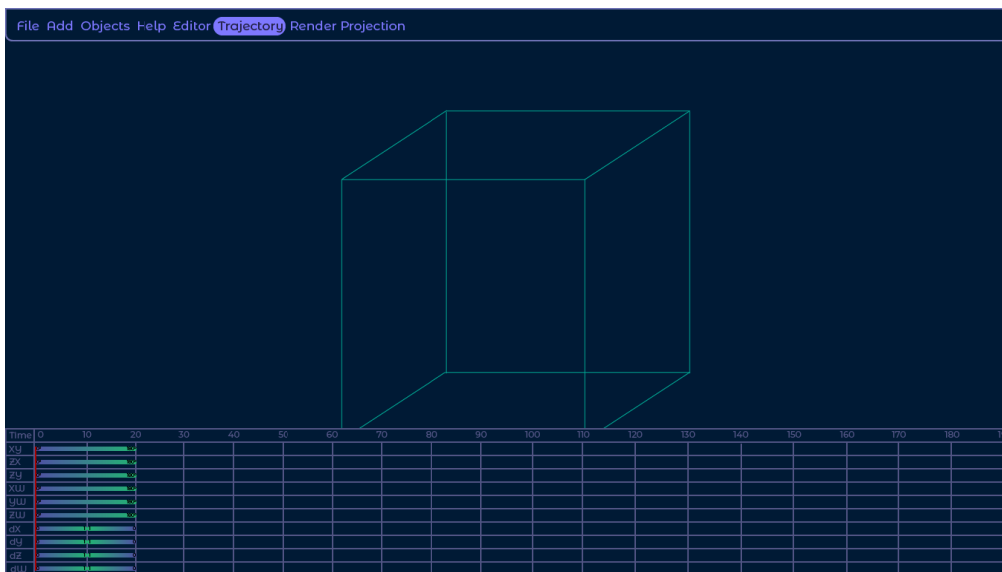 File Add Objects Help Editor Trajectory Render Projection
Time 0 10 20 30 40 50 60 70 80 90 100 110 120 130 140 150 160 170 180
XY
ZX
ZY
XW
YW
ZW
dX
dY
dZ
dW